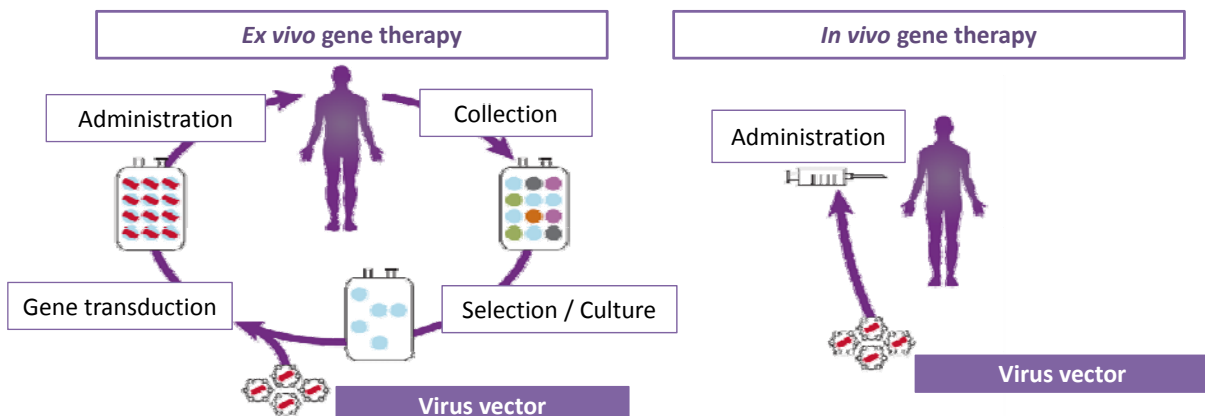 Ex vivo gene therapy
Administration
Collection
Gene transduction
Selection / Culture
Virus vector
In vivo gene therapy
Administration
Virus vector